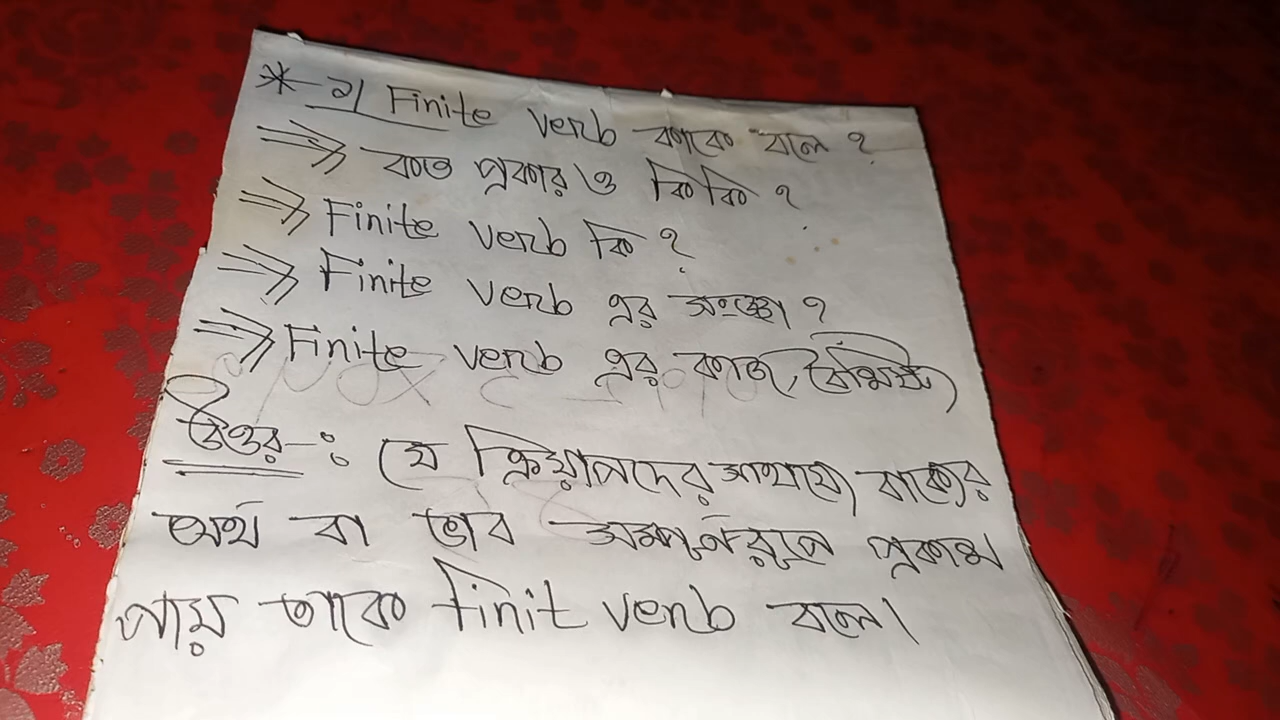 *- ১। Finite verb কাকে বলে ?
⇒ কত প্রকার ও কি কি ?
⇒ Finite verb কি ?
⇒ Finite verb এর সংজ্ঞা ?
⇒ Finite verb এর কাজ, বৈশিষ্ট্য
উত্তর-ঃ যে ক্রিয়াপদের সাহায্যে বাক্যের
অর্থ বা ভাব সম্পূর্ণরূপে প্রকাশ
পায় তাকে finit verb বলে।